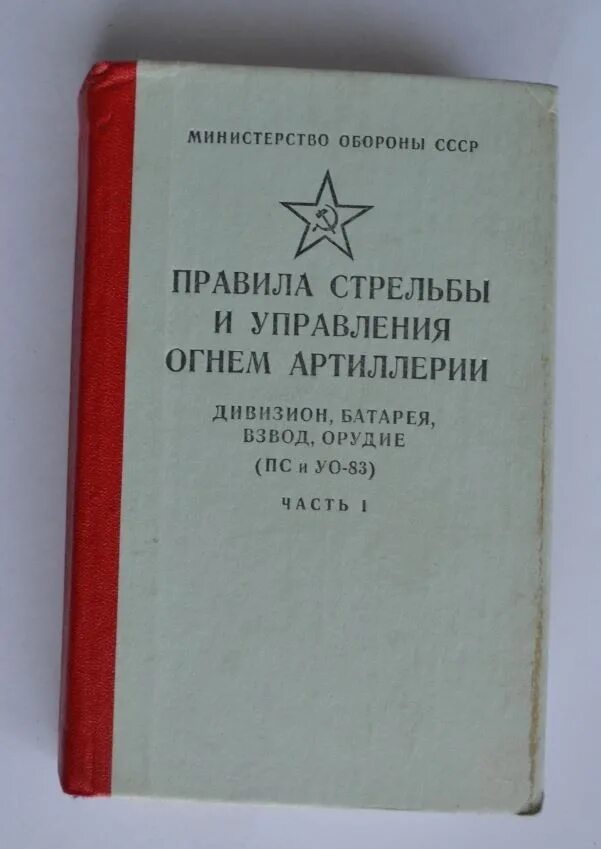 МИНИСТЕРСТВО ОБОРОНЫ СССР
ПРАВИЛА СТРЕЛЬБЫ
И УПРАВЛЕНИЯ
ОГНЕМ АРТИЛЛЕРИИ
ДИВИЗИОН, БАТАРЕЯ,
ВЗВОД, ОРУДИЕ
(ПС и УО-83)
ЧАСТЬ I